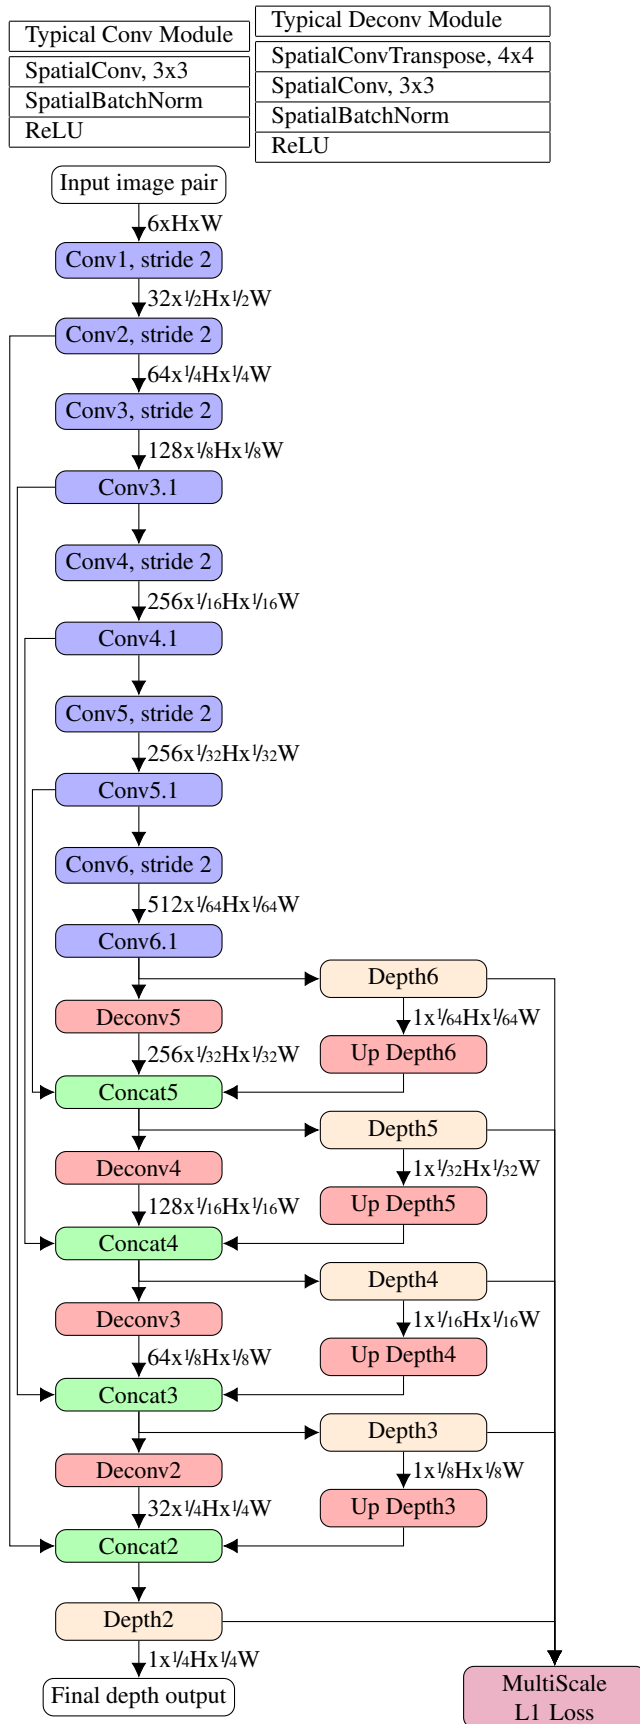 Typical Conv Module
SpatialConv, 3x3
SpatialBatchNorm
ReLU
Typical Deconv Module
SpatialConvTranspose, 4x4
SpatialConv, 3x3
SpatialBatchNorm
ReLU
Input image pair
6xHxW
Conv1, stride 2
32x1/2Hx1/2W
Conv2, stride 2
64x1/4Hx1/4W
Conv3, stride 2
128x1/8Hx1/8W
Conv3.1
Conv4, stride 2
256x1/16Hx1/16W
Conv4.1
Conv5, stride 2
256x1/32Hx1/32W
Conv5.1
Conv6, stride 2
512x1/64Hx1/64W
Conv6.1
Depth6
Deconv5
1x1/64Hx1/64W
256x1/32Hx1/32W
Up Depth6
Concat5
Depth5
Deconv4
1x1/32Hx1/32W
128x1/16Hx1/16W
Up Depth5
Concat4
Depth4
Deconv3
1x1/16Hx1/16W
64x1/8Hx1/8W
Up Depth4
Concat3
Depth3
Deconv2
1x1/8Hx1/8W
32x1/4Hx1/4W
Up Depth3
Concat2
Depth2
1x1/4Hx1/4W
Final depth output
MultiScale
L1 Loss